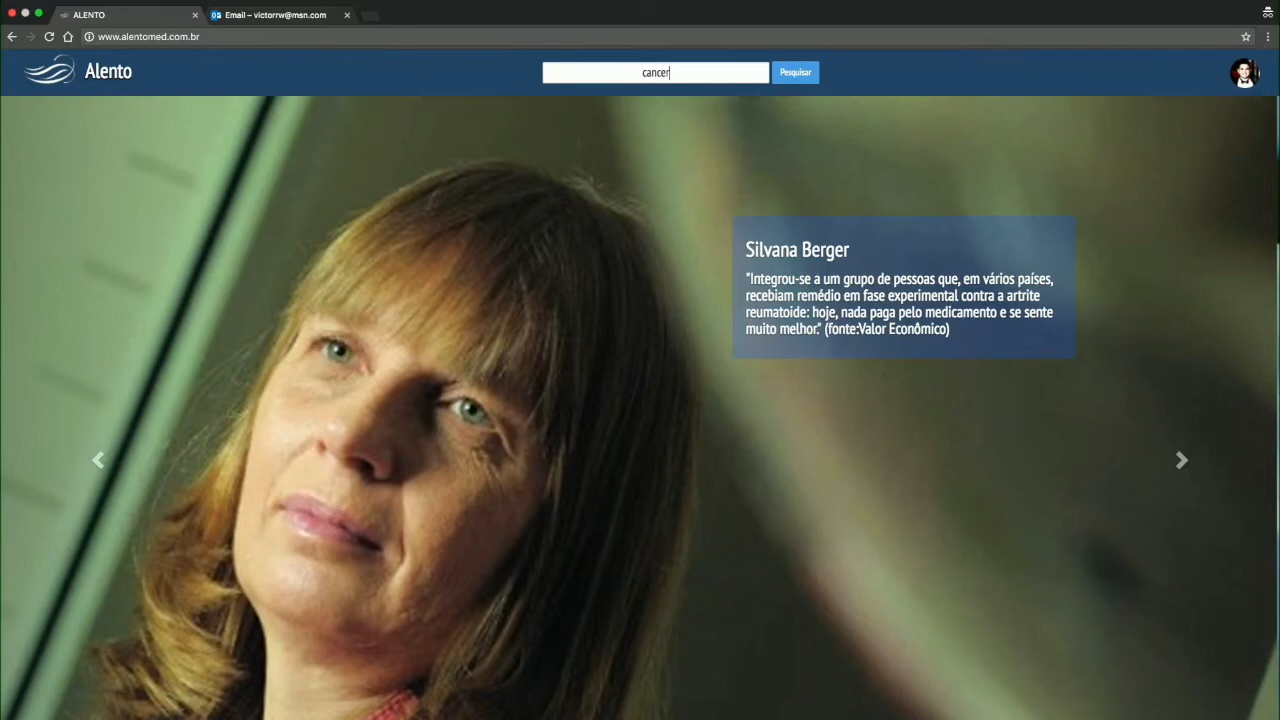 ALENTO
Email – victorrw@msn.com
www.alentomed.com.br
Alento
cancer
Pesquisar
Silvana Berger
"Integrou-se a um grupo de pessoas que, em vários países,
recebiam remédio em fase experimental contra a artrite
reumatoide: hoje, nada paga pelo medicamento e se sente
muito melhor." (fonte:Valor Econômico)